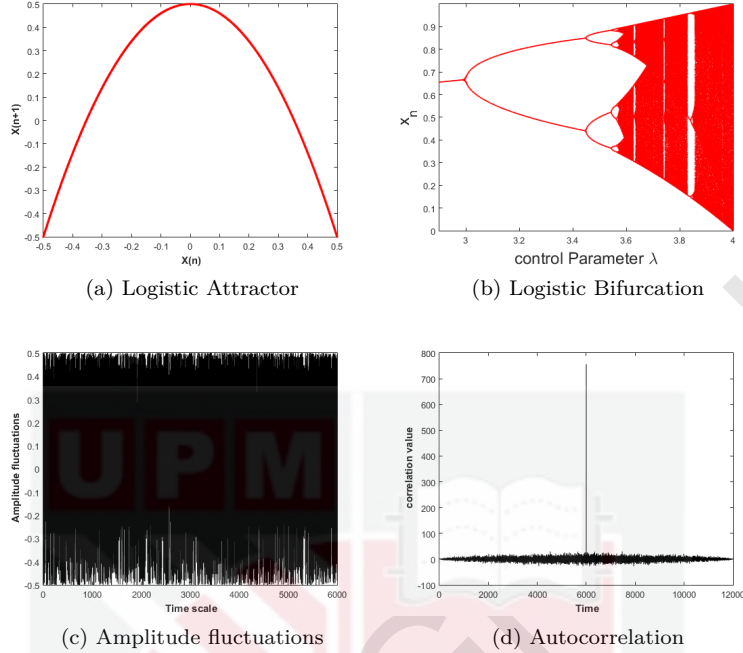 0.5
0.4
0.3
0.2
0.1
0
-0.1
-0.2
-0.3
-0.4
-0.5
X(n+1)
-0.5 -0.4 -0.3 -0.2 -0.1 0 0.1 0.2 0.3 0.4 0.5
X(n)
(a) Logistic Attractor
1
0.9
0.8
0.7
0.6
0.5
0.4
0.3
0.2
0.1
0
x_n
3 3.2 3.4 3.6 3.8 4
control Parameter λ
(b) Logistic Bifurcation
0.5
0.4
0.3
0.2
0.1
0
-0.1
-0.2
-0.3
-0.4
-0.5
Amplitude fluctuations
0 1000 2000 3000 4000 5000 6000
Time scale
UPM
(c) Amplitude fluctuations
800
700
600
500
400
300
200
100
0
-100
correlation value
0 2000 4000 6000 8000 10000 12000
Time
(d) Autocorrelation